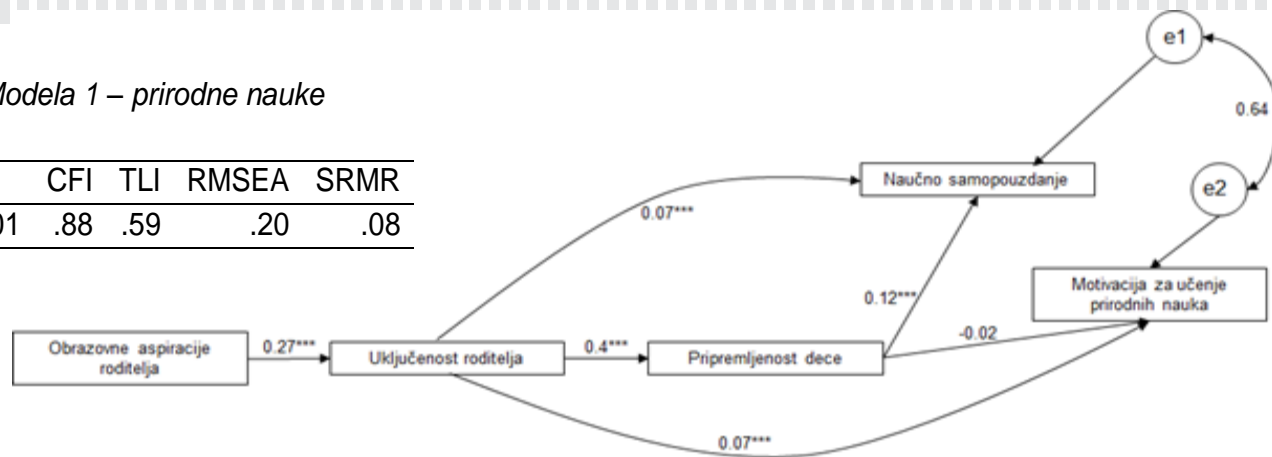 Modela 1 – prirodne nauke
CFI TLI RMSEA SRMR
01 .88 .59 .20 .08
e1
0.64
e2
Naučno samopouzdanje
0.07***
0.12***
Motivacija za učenje
prirodnih nauka
-0.02
Obrazovne aspiracije
roditelja
0.27***
Uključenost roditelja
0.4***
Pripremljenost dece
0.07***